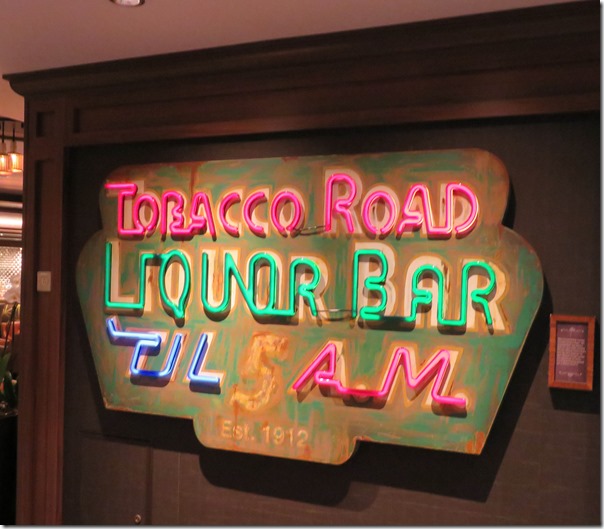 TOBACCO ROAD
LIQUOR BAR
'TIL 5 A.M
Est. 1912